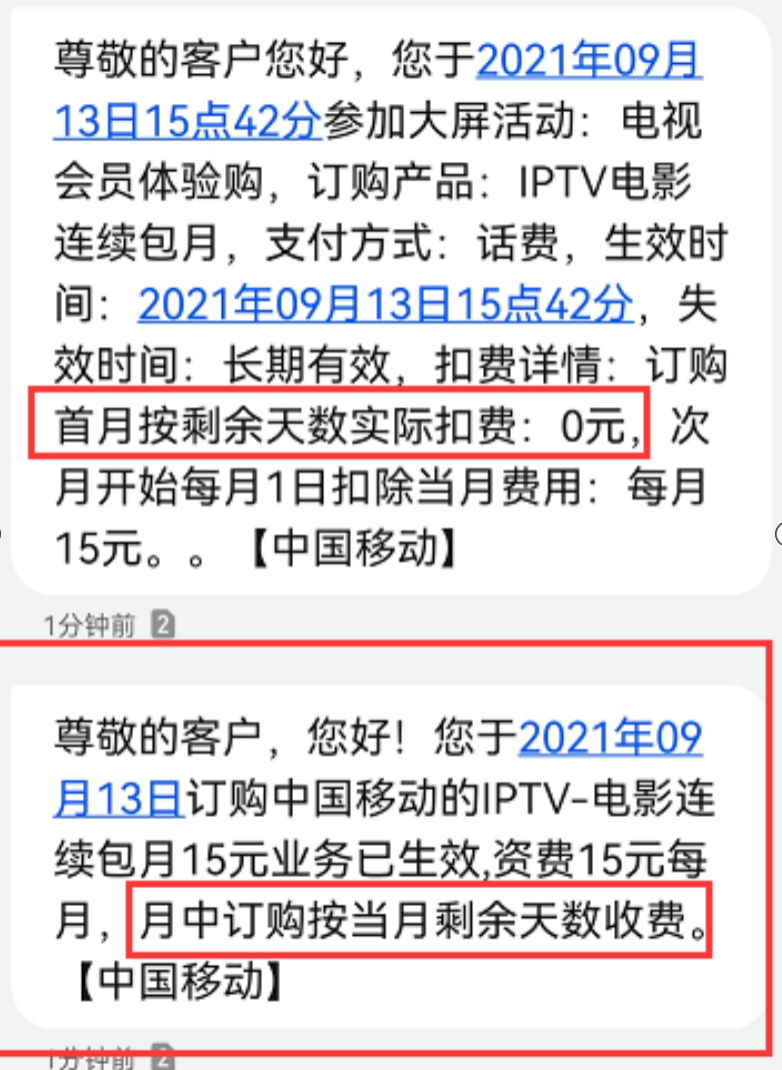 尊敬的客户您好，您于2021年09月
13日15点42分参加大屏活动：电视
会员体验购，订购产品：IPTV电影
连续包月，支付方式：话费，生效时
间：2021年09月13日15点42分，失
效时间：长期有效，扣费详情：订购
首月按剩余天数实际扣费：0元，次
月开始每月1日扣除当月费用：每月
15元。。【中国移动】
1分钟前 2
尊敬的客户，您好！您于2021年09
月13日订购中国移动的IPTV-电影连
续包月15元业务已生效,资费15元每
月，月中订购按当月剩余天数收费。
【中国移动】
1分钟前 2